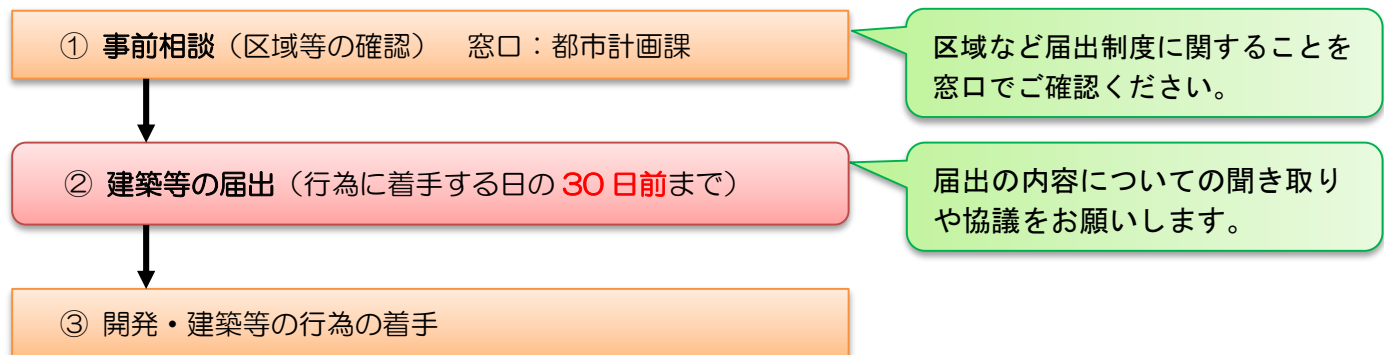 ① 事前相談（区域等の確認）　窓口：都市計画課
区域など届出制度に関することを
窓口でご確認ください。
② 建築等の届出（行為に着手する日の 30 日前まで）
届出の内容についての聞き取り
や協議をお願いします。
③ 開発・建築等の行為の着手